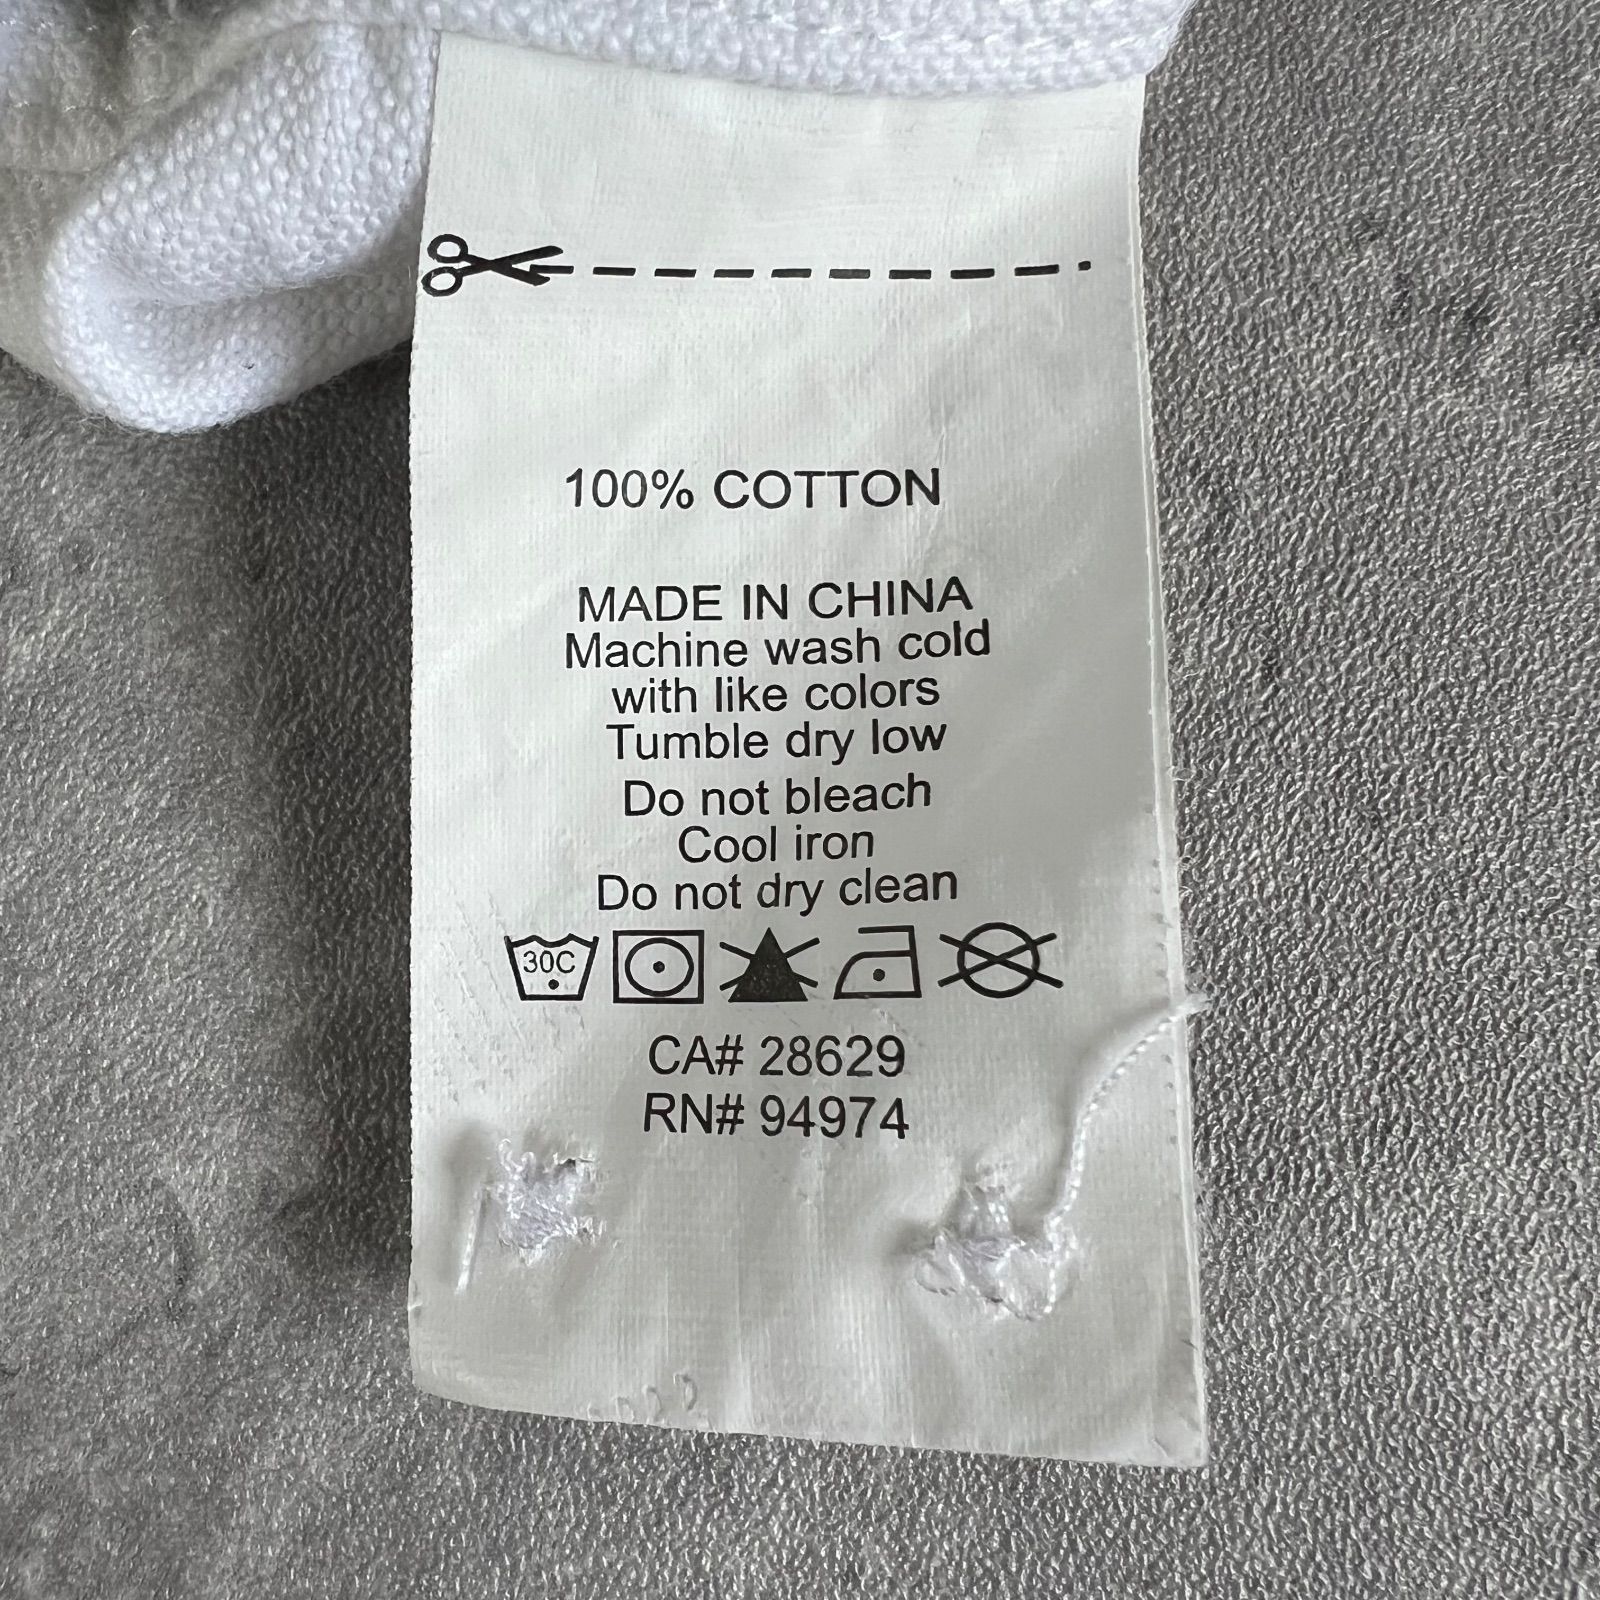 100% COTTON
MADE IN CHINA
Machine wash cold
with like colors
Tumble dry low
Do not bleach
Cool iron
Do not dry clean
30C
CA# 28629
RN# 94974